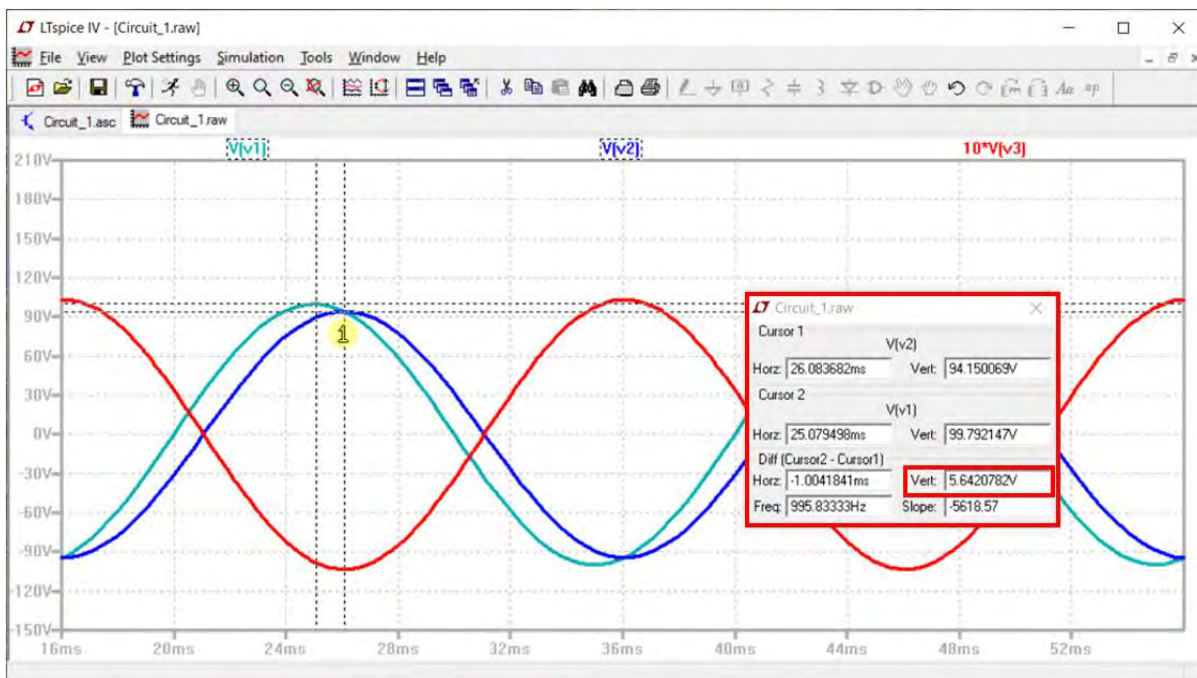 LTspice IV - [Circuit_1.raw]
File View Plot Settings Simulation Tools Window Help
Circuit_1.asc Circuit_1.raw
V(v1) V(v2) 10*V(v3)
210V
180V
150V
120V
90V
60V
30V
0V
-30V
-60V
-90V
-120V
-150V
16ms 20ms 24ms 28ms 32ms 36ms 40ms 44ms 48ms 52ms
1
Circuit_1.raw
Cursor 1
V(v2)
Horz: 26.083682ms Vert: 94.150069V
Cursor 2
V(v1)
Horz: 25.079498ms Vert: 99.792147V
Diff (Cursor2 - Cursor1)
Horz: -1.0041841ms Vert: 5.6420782V
Freq: 995.83333Hz Slope: -5618.57